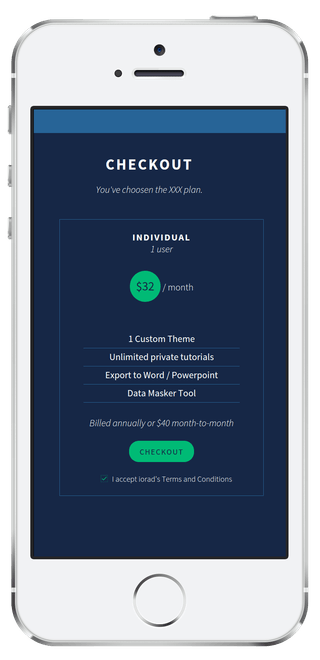 CHECKOUT
You've choosen the XXX plan.
INDIVIDUAL
1 user
$32 / month
1 Custom Theme
Unlimited private tutorials
Export to Word / Powerpoint
Data Masker Tool
Billed annually or $40 month-to-month
CHECKOUT
I accept iorad's Terms and Conditions